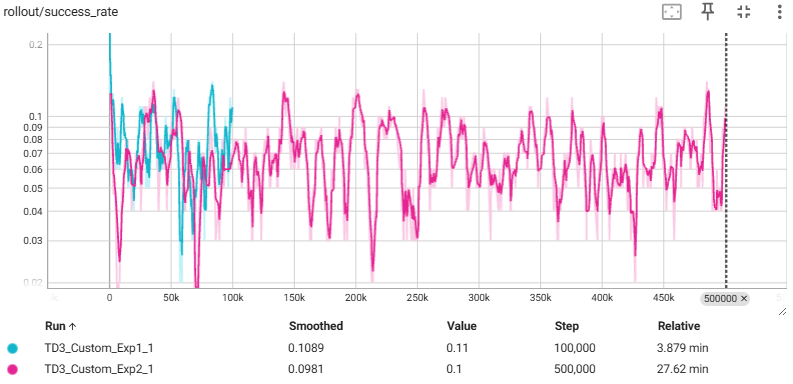 rollout/success_rate
0.2
0.1
0.09
0.08
0.07
0.06
0.05
0.04
0.03
0.02
0 50k 100k 150k 200k 250k 300k 350k 400k 450k 500000 ×
Run ↑ Smoothed Value Step Relative
TD3_Custom_Exp1_1 0.1089 0.11 100,000 3.879 min
TD3_Custom_Exp2_1 0.0981 0.1 500,000 27.62 min